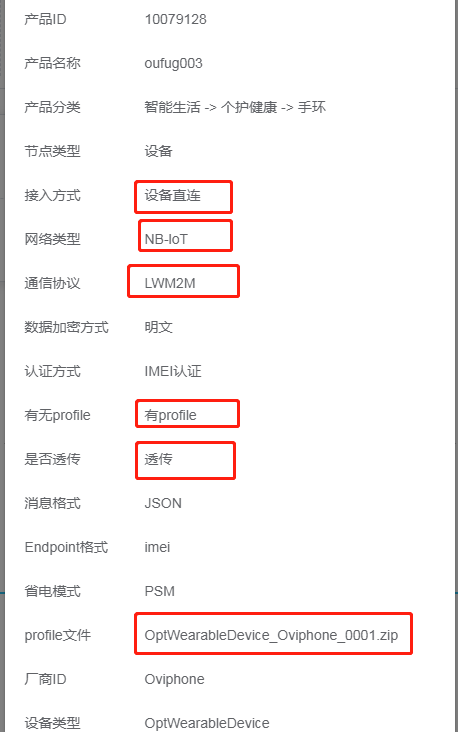 产品ID 10079128
产品名称 oufug003
产品分类 智能生活 -> 个护健康 -> 手环
节点类型 设备
接入方式 设备直连
网络类型 NB-IoT
通信协议 LWM2M
数据加密方式 明文
认证方式 IMEI认证
有无profile 有profile
是否透传 透传
消息格式 JSON
Endpoint格式 imei
省电模式 PSM
profile文件 OptWearableDevice_Oviphone_0001.zip
厂商ID Oviphone
设备类型 OptWearableDevice